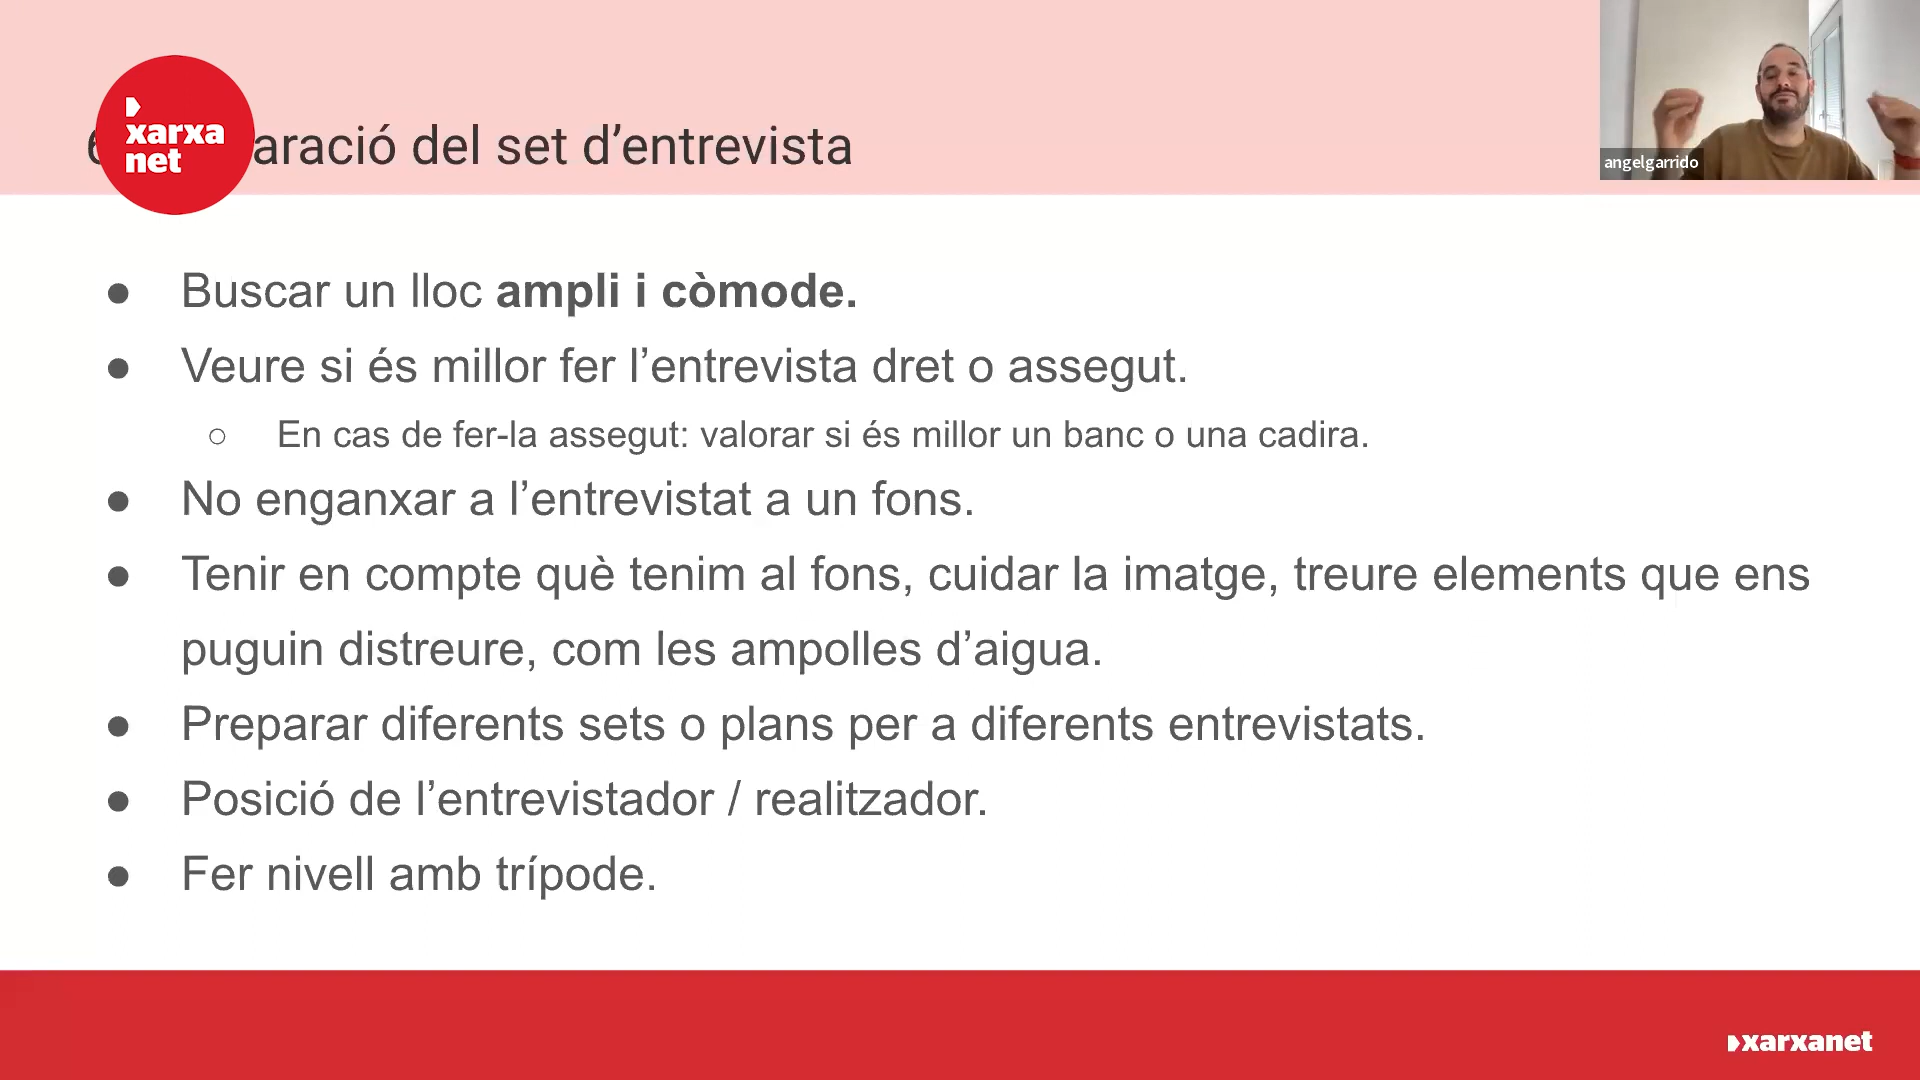 xarxa
net
aració del set d’entrevista
angelgarrido
● Buscar un lloc ampli i còmode.
● Veure si és millor fer l’entrevista dret o assegut.
○ En cas de fer-la assegut: valorar si és millor un banc o una cadira.
● No enganxar a l’entrevistat a un fons.
● Tenir en compte què tenim al fons, cuidar la imatge, treure elements que ens
puguin distreure, com les ampolles d’aigua.
● Preparar diferents sets o plans per a diferents entrevistats.
● Posició de l’entrevistador / realitzador.
● Fer nivell amb trípode.
xarxanet